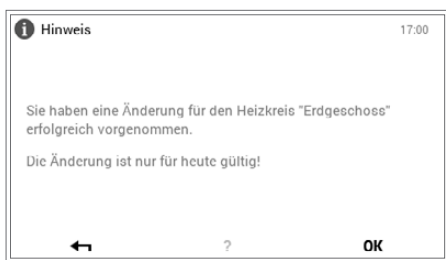 Hinweis 17:00
Sie haben eine Änderung für den Heizkreis "Erdgeschoss"
erfolgreich vorgenommen.
Die Änderung ist nur für heute gültig!
? OK